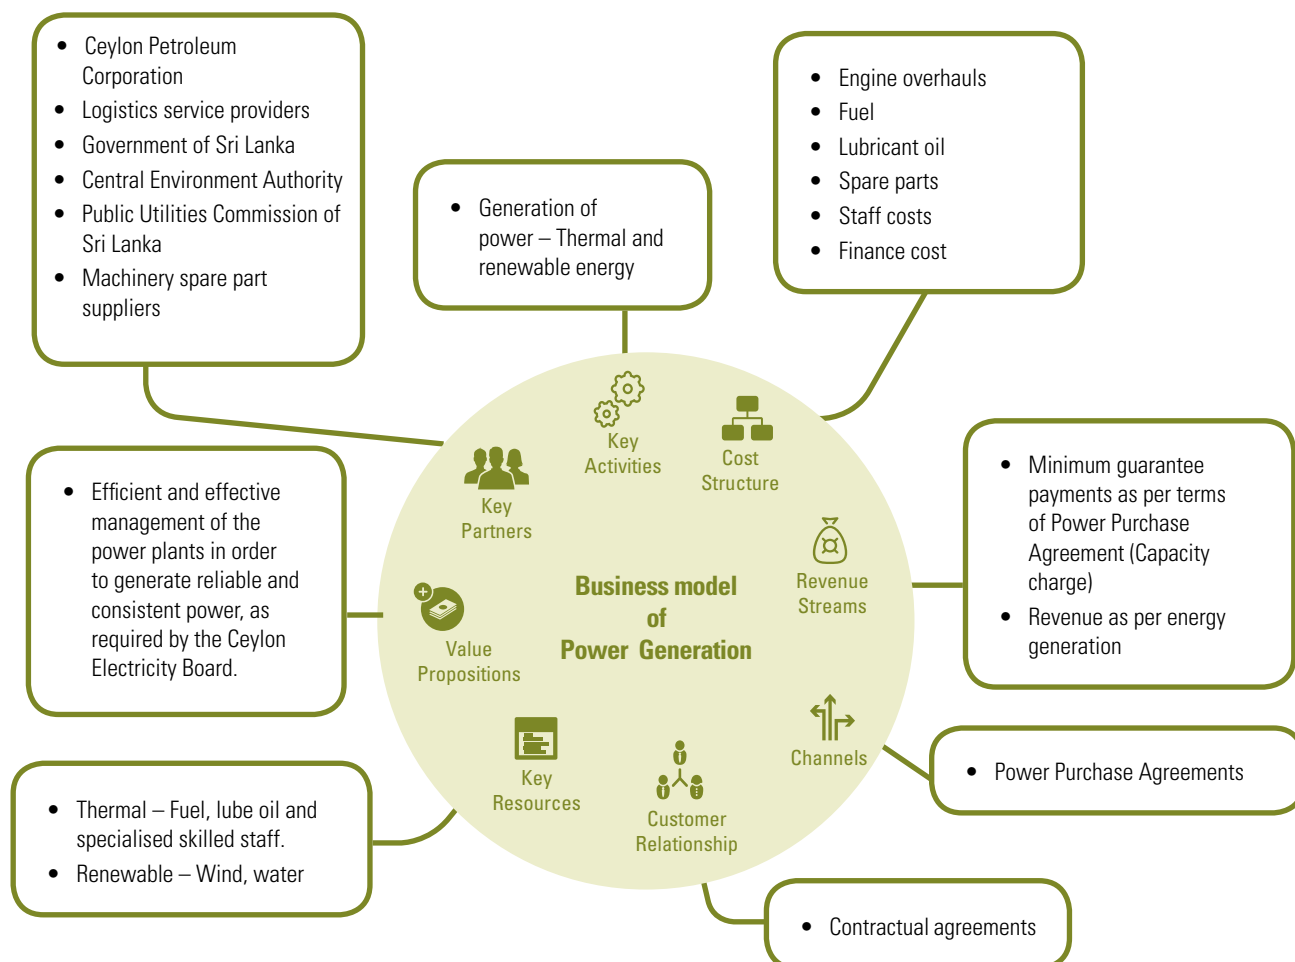 • Ceylon Petroleum
Corporation
• Logistics service providers
• Government of Sri Lanka
• Central Environment Authority
• Public Utilities Commission of
Sri Lanka
• Machinery spare part
suppliers
• Generation of
power – Thermal and
renewable energy
• Engine overhauls
• Fuel
• Lubricant oil
• Spare parts
• Staff costs
• Finance cost
Key
Activities
Cost
Structure
Key
Partners
• Efficient and effective
management of the
power plants in order
to generate reliable and
consistent power, as
required by the Ceylon
Electricity Board.
• Minimum guarantee
payments as per terms
of Power Purchase
Agreement (Capacity
charge)
• Revenue as per energy
generation
Revenue
Streams
Business model
of
Power Generation
Value
Propositions
Channels
Key
Resources
Customer
Relationship
• Power Purchase Agreements
• Thermal – Fuel, lube oil and
specialised skilled staff.
• Renewable – Wind, water
• Contractual agreements